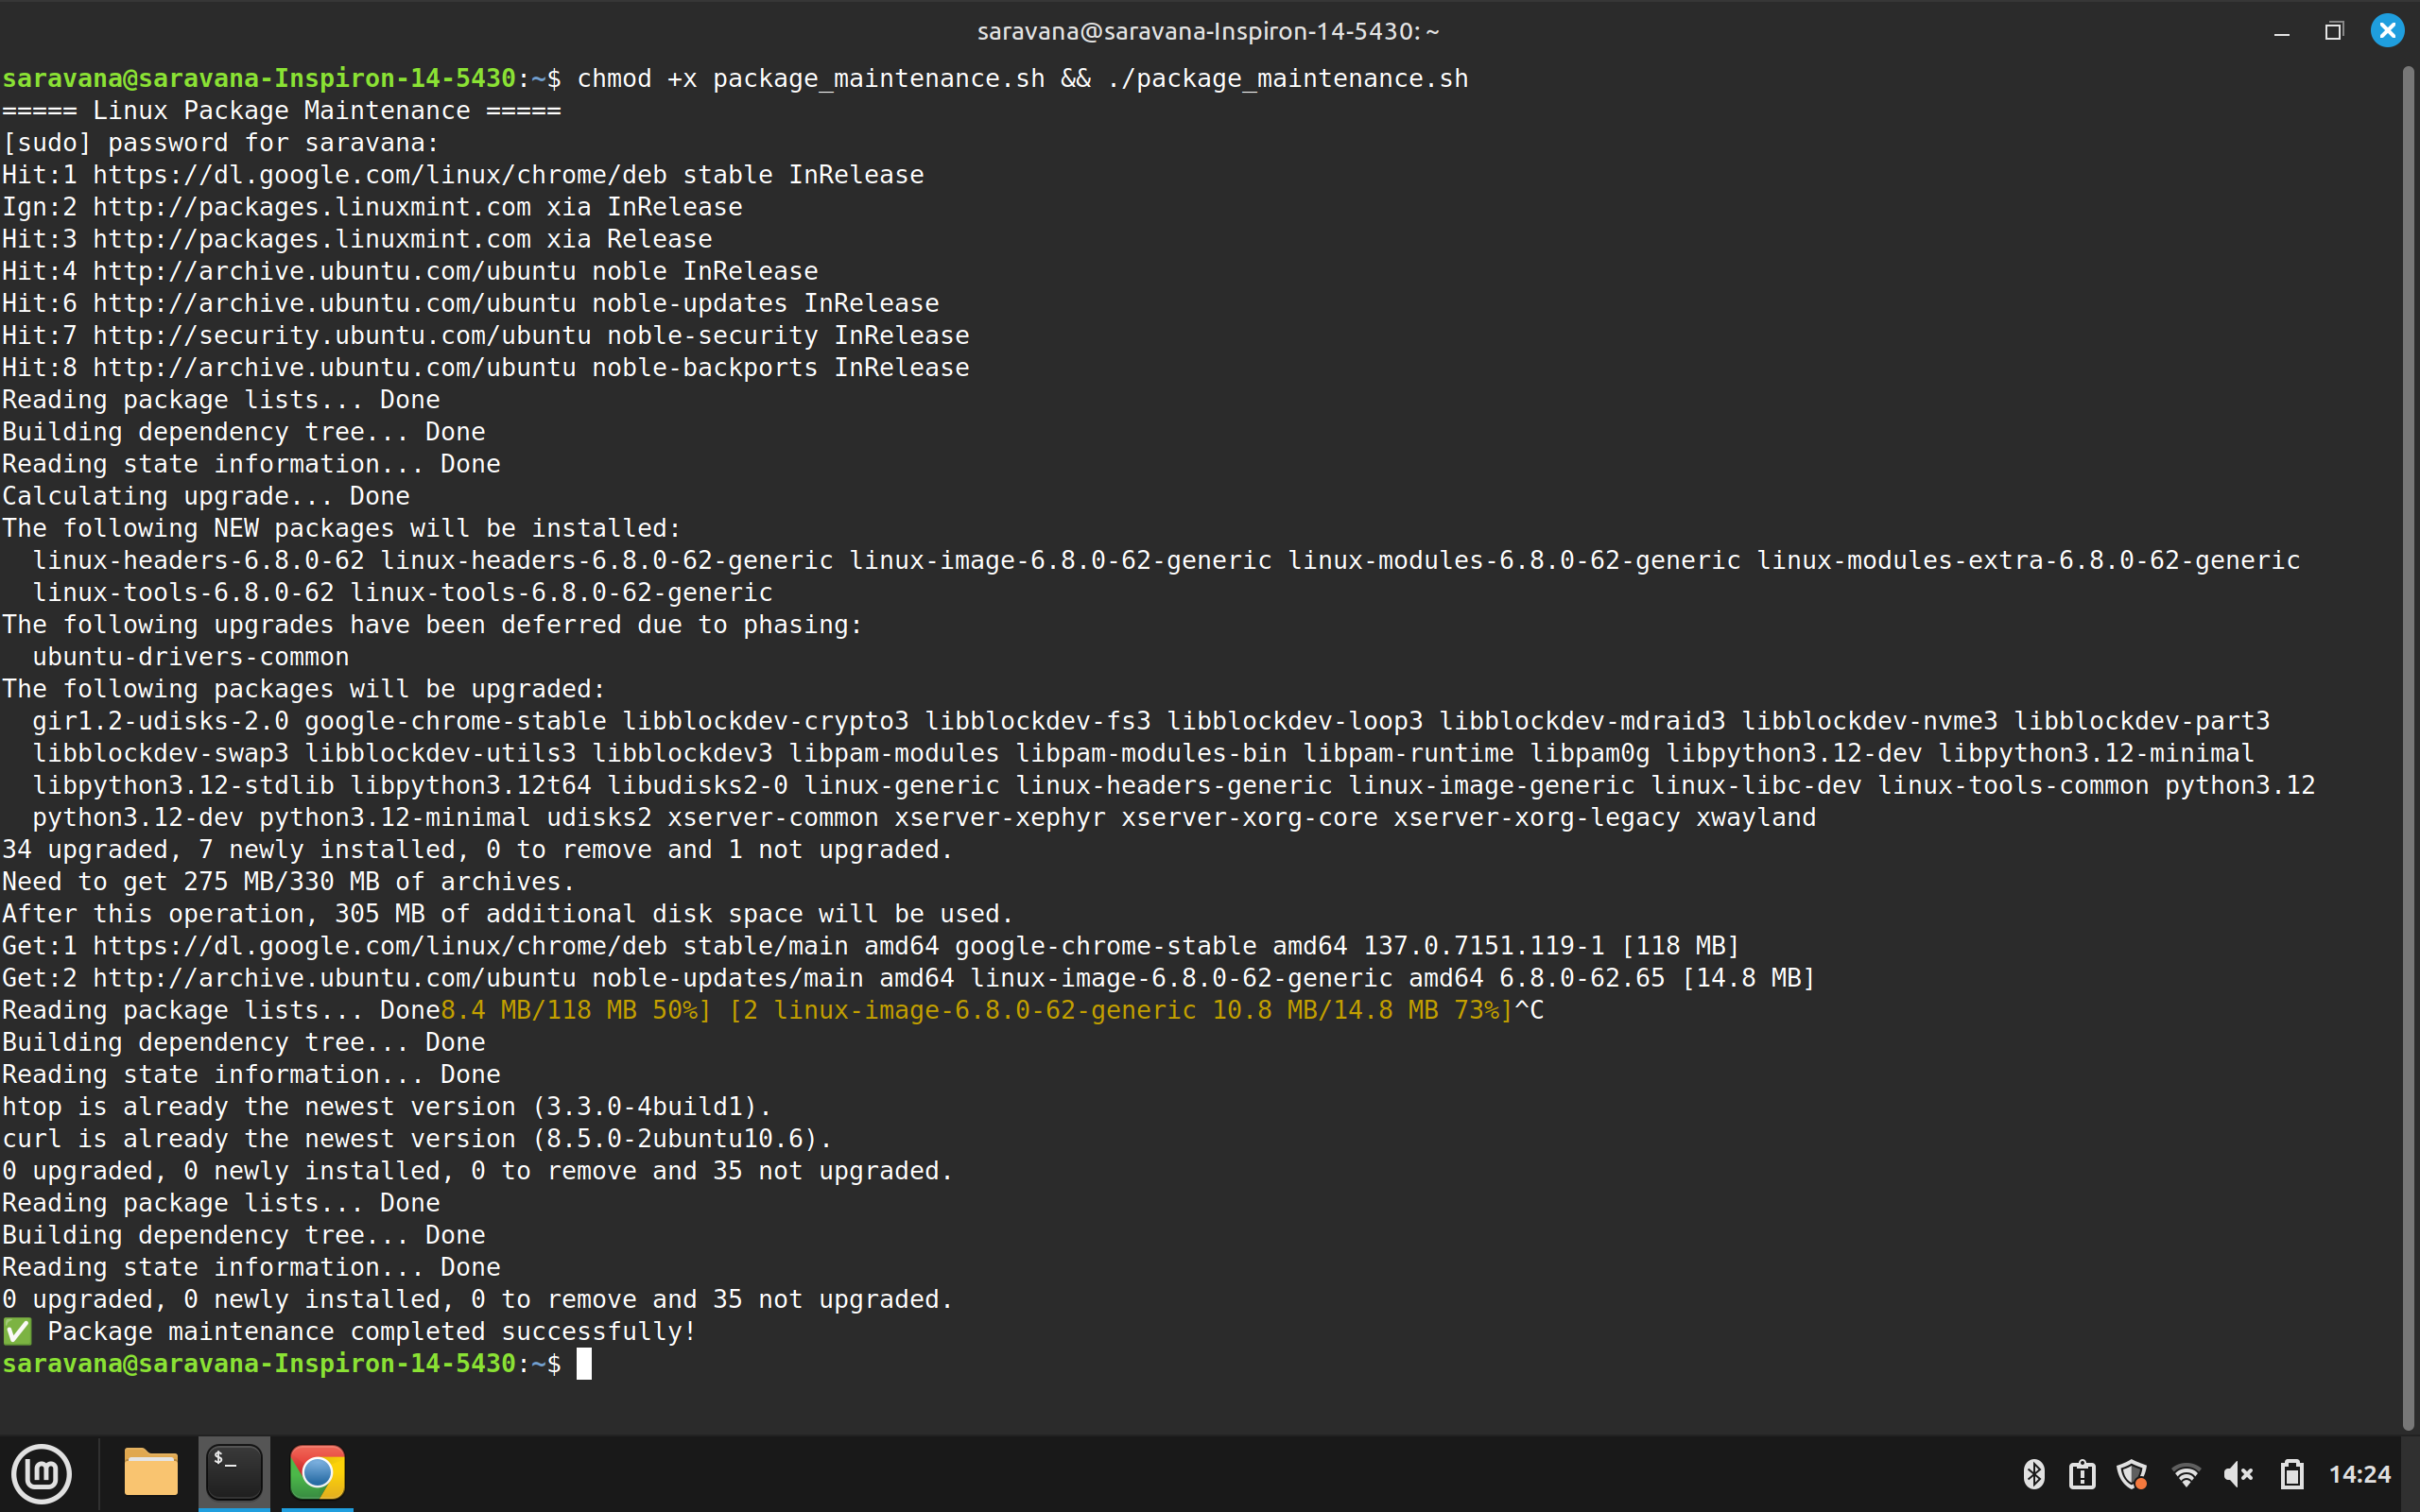 saravana@saravana-Inspiron-14-5430: ~
saravana@saravana-Inspiron-14-5430:~$ chmod +x package_maintenance.sh && ./package_maintenance.sh
===== Linux Package Maintenance =====
[sudo] password for saravana:
Hit:1 https://dl.google.com/linux/chrome/deb stable InRelease
Ign:2 http://packages.linuxmint.com xia InRelease
Hit:3 http://packages.linuxmint.com xia Release
Hit:4 http://archive.ubuntu.com/ubuntu noble InRelease
Hit:6 http://archive.ubuntu.com/ubuntu noble-updates InRelease
Hit:7 http://security.ubuntu.com/ubuntu noble-security InRelease
Hit:8 http://archive.ubuntu.com/ubuntu noble-backports InRelease
Reading package lists... Done
Building dependency tree... Done
Reading state information... Done
Calculating upgrade... Done
The following NEW packages will be installed:
  linux-headers-6.8.0-62 linux-headers-6.8.0-62-generic linux-image-6.8.0-62-generic linux-modules-6.8.0-62-generic linux-modules-extra-6.8.0-62-generic
  linux-tools-6.8.0-62 linux-tools-6.8.0-62-generic
The following upgrades have been deferred due to phasing:
  ubuntu-drivers-common
The following packages will be upgraded:
  gir1.2-udisks-2.0 google-chrome-stable libblockdev-crypto3 libblockdev-fs3 libblockdev-loop3 libblockdev-mdraid3 libblockdev-nvme3 libblockdev-part3
  libblockdev-swap3 libblockdev-utils3 libblockdev3 libpam-modules libpam-modules-bin libpam-runtime libpam0g libpython3.12-dev libpython3.12-minimal
  libpython3.12-stdlib libpython3.12t64 libudisks2-0 linux-generic linux-headers-generic linux-image-generic linux-libc-dev linux-tools-common python3.12
  python3.12-dev python3.12-minimal udisks2 xserver-common xserver-xephyr xserver-xorg-core xserver-xorg-legacy xwayland
34 upgraded, 7 newly installed, 0 to remove and 1 not upgraded.
Need to get 275 MB/330 MB of archives.
After this operation, 305 MB of additional disk space will be used.
Get:1 https://dl.google.com/linux/chrome/deb stable/main amd64 google-chrome-stable amd64 137.0.7151.119-1 [118 MB]
Get:2 http://archive.ubuntu.com/ubuntu noble-updates/main amd64 linux-image-6.8.0-62-generic amd64 6.8.0-62.65 [14.8 MB]
Reading package lists... Done8.4 MB/118 MB 50%] [2 linux-image-6.8.0-62-generic 10.8 MB/14.8 MB 73%]^C
Building dependency tree... Done
Reading state information... Done
htop is already the newest version (3.3.0-4build1).
curl is already the newest version (8.5.0-2ubuntu10.6).
0 upgraded, 0 newly installed, 0 to remove and 35 not upgraded.
Reading package lists... Done
Building dependency tree... Done
Reading state information... Done
0 upgraded, 0 newly installed, 0 to remove and 35 not upgraded.
✅ Package maintenance completed successfully!
saravana@saravana-Inspiron-14-5430:~$
$_
14:24